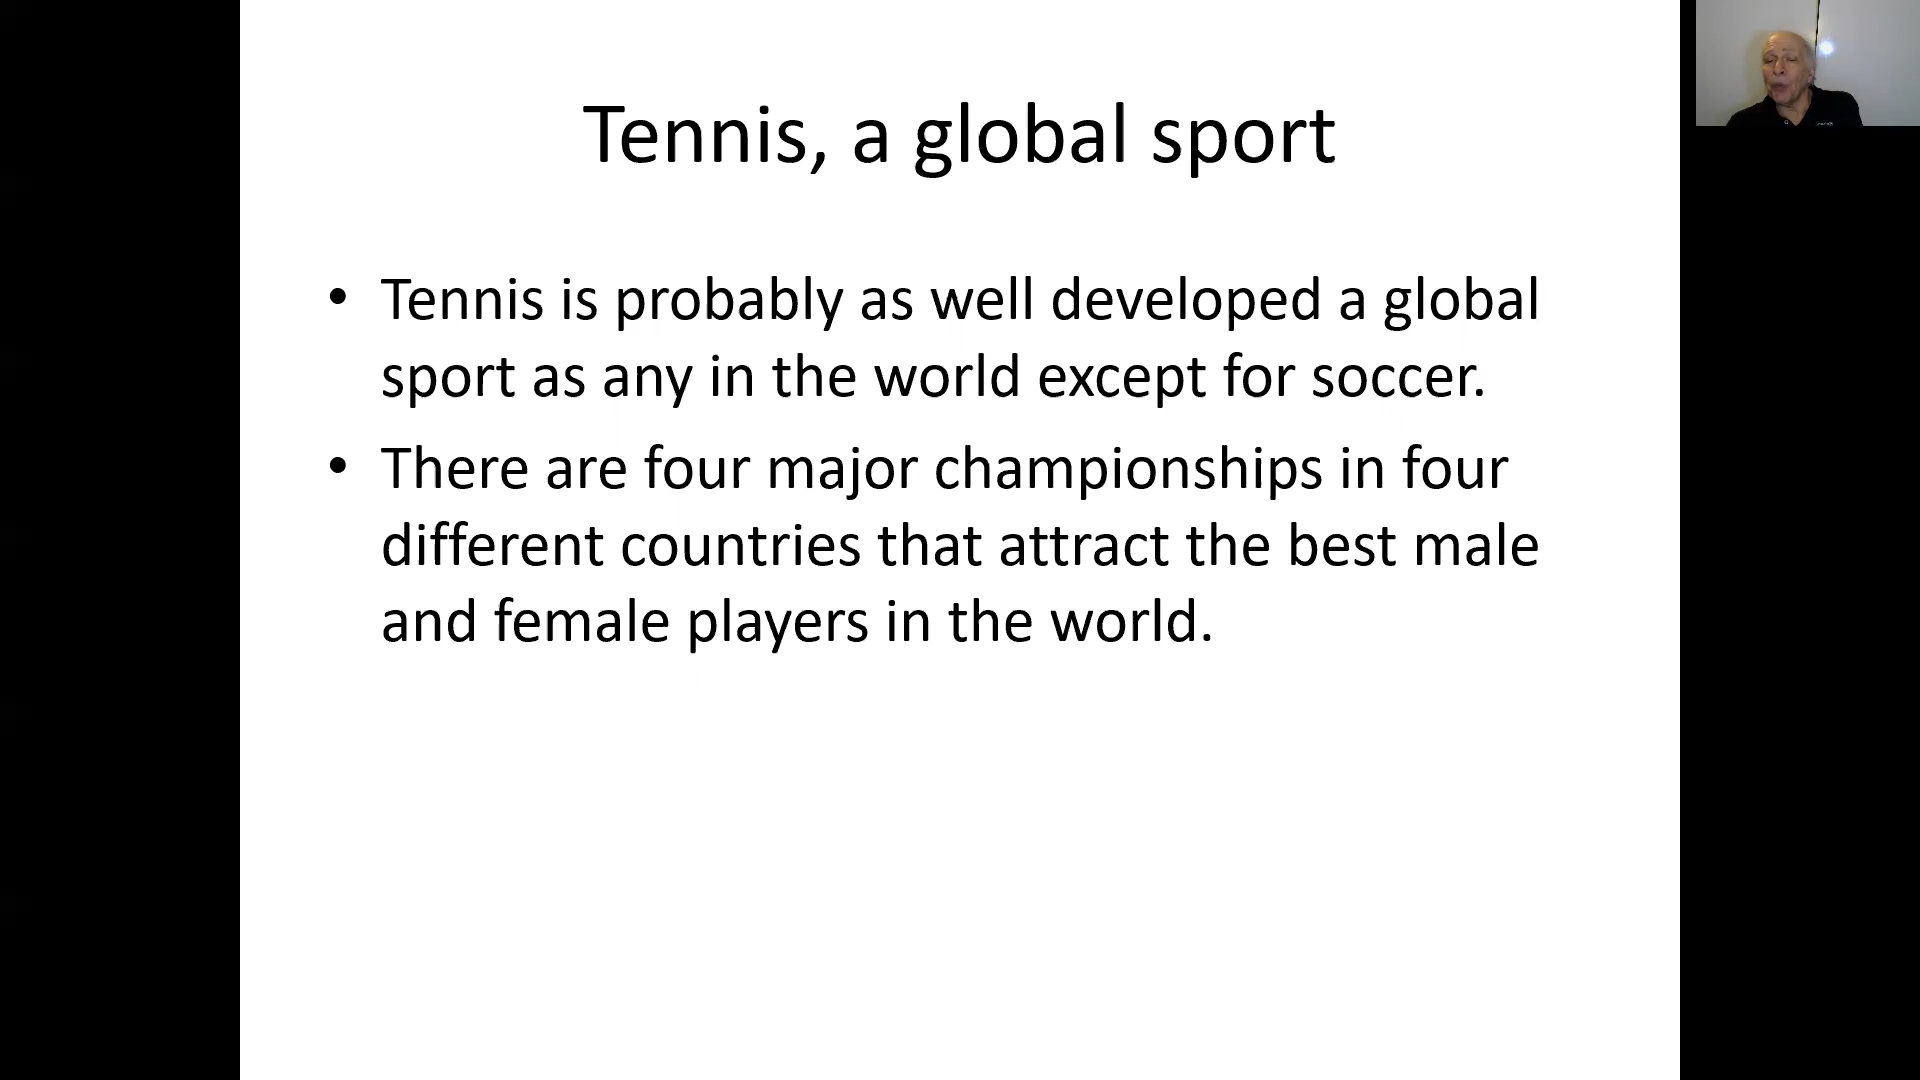 Tennis, a global sport
• Tennis is probably as well developed a global
sport as any in the world except for soccer.
• There are four major championships in four
different countries that attract the best male
and female players in the world.